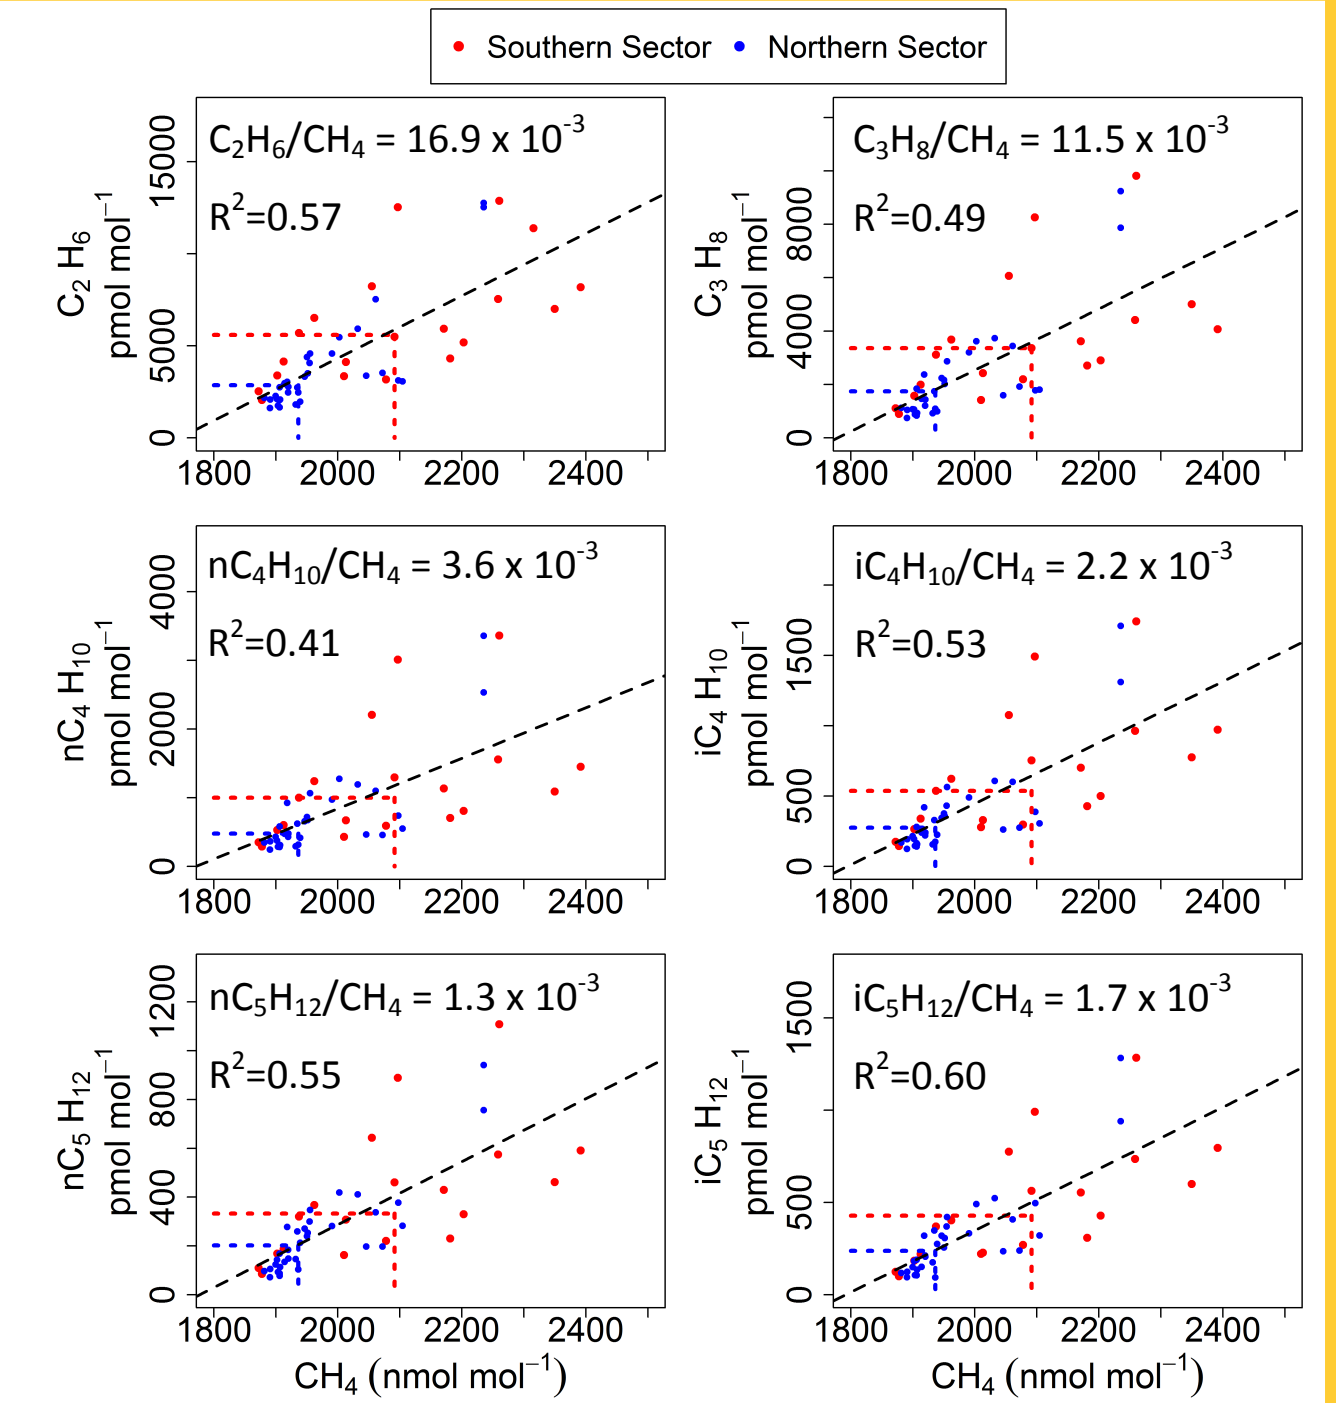 Southern Sector Northern Sector
C₂H₆/CH₄ = 16.9 x 10⁻³
R²=0.57
C₂ H₆
pmol mol⁻¹
0 5000 15000
1800 2000 2200 2400
C₃H₈/CH₄ = 11.5 x 10⁻³
R²=0.49
C₃ H₈
pmol mol⁻¹
0 4000 8000
1800 2000 2200 2400
nC₄H₁₀/CH₄ = 3.6 x 10⁻³
R²=0.41
nC₄ H₁₀
pmol mol⁻¹
0 2000 4000
1800 2000 2200 2400
iC₄H₁₀/CH₄ = 2.2 x 10⁻³
R²=0.53
iC₄ H₁₀
pmol mol⁻¹
0 500 1500
1800 2000 2200 2400
nC₅H₁₂/CH₄ = 1.3 x 10⁻³
R²=0.55
nC₅ H₁₂
pmol mol⁻¹
0 400 800 1200
1800 2000 2200 2400
CH₄ (nmol mol⁻¹)
iC₅H₁₂/CH₄ = 1.7 x 10⁻³
R²=0.60
iC₅ H₁₂
pmol mol⁻¹
0 500 1500
1800 2000 2200 2400
CH₄ (nmol mol⁻¹)